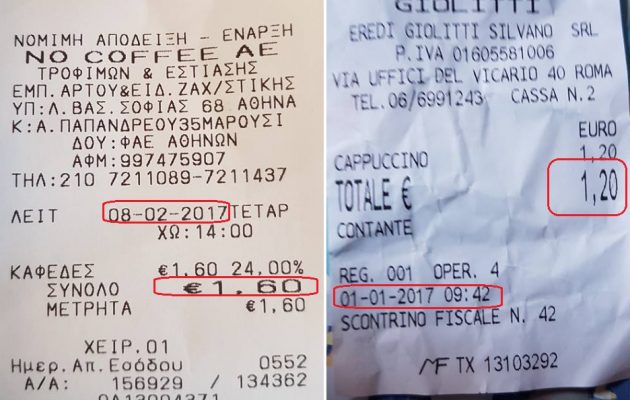 ΝΟΜΙΜΗ ΑΠΟΔΕΙΞΗ - ΕΝΑΡΞΗ
NO COFFEE AE
ΤΡΟΦΙΜΩΝ & ΕΣΤΙΑΣΗΣ
ΕΜΠ.ΑΡΤΟΥ&ΕΙΔ.ΖΑΧ/ΣΤΙΚΗΣ
ΥΠ:Λ.ΒΑΣ.ΣΟΦΙΑΣ 68 ΑΘΗΝΑ
Κ:Α.ΠΑΠΑΝΔΡΕΟΥ35ΜΑΡΟΥΣΙ
ΔΟΥ:ΦΑΕ ΑΘΗΝΩΝ
ΑΦΜ:997475907
ΤΗΛ:210 7211089-7211437
ΛΕΙΤ 08-02-2017ΤΕΤΑΡ
ΧΩ:14:00
ΚΑΦΕΔΕΣ €1,60 24,00%
ΣΥΝΟΛΟ €1,60
ΜΕΤΡΗΤΑ €1,60
ΧΕΙΡ.01
Ημερ.Απ.Εσόδου 0552
Α/Α: 156929 / 134362
GIOLITTI
EREDI GIOLITTI SILVANO SRL
P.IVA 01605581006
VIA UFFICI DEL VICARIO 40 ROMA
TEL.06/6991243 CASSA N.2
EURO
CAPPUCCINO 1,20
TOTALE € 1,20
CONTANTE
REG. 001 OPER. 4
01-01-2017 09:42
SCONTRINO FISCALE N. 42
MF TX 13103292